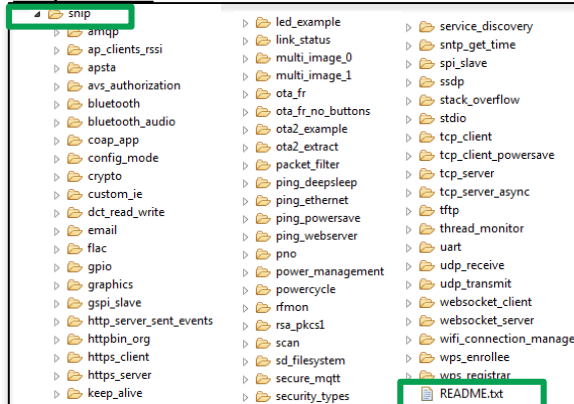 snip
amqp
ap_clients_rssi
apsta
avs_authorization
bluetooth
bluetooth_audio
coap_app
config_mode
crypto
custom_ie
dct_read_write
email
flac
gpio
graphics
gspi_slave
http_server_sent_events
httpbin_org
https_client
https_server
keep_alive
led_example
link_status
multi_image_0
multi_image_1
ota_fr
ota_fr_no_buttons
ota2_example
ota2_extract
packet_filter
ping_deepsleep
ping_ethernet
ping_powersave
ping_webserver
pno
power_management
powercycle
rfmon
rsa_pkcs1
scan
sd_filesystem
secure_mqtt
security_types
service_discovery
sntp_get_time
spi_slave
ssdp
stack_overflow
stdio
tcp_client
tcp_client_powersave
tcp_server
tcp_server_async
tftp
thread_monitor
uart
udp_receive
udp_transmit
websocket_client
websocket_server
wifi_connection_manage
wps_enrollee
wps_registrar
README.txt